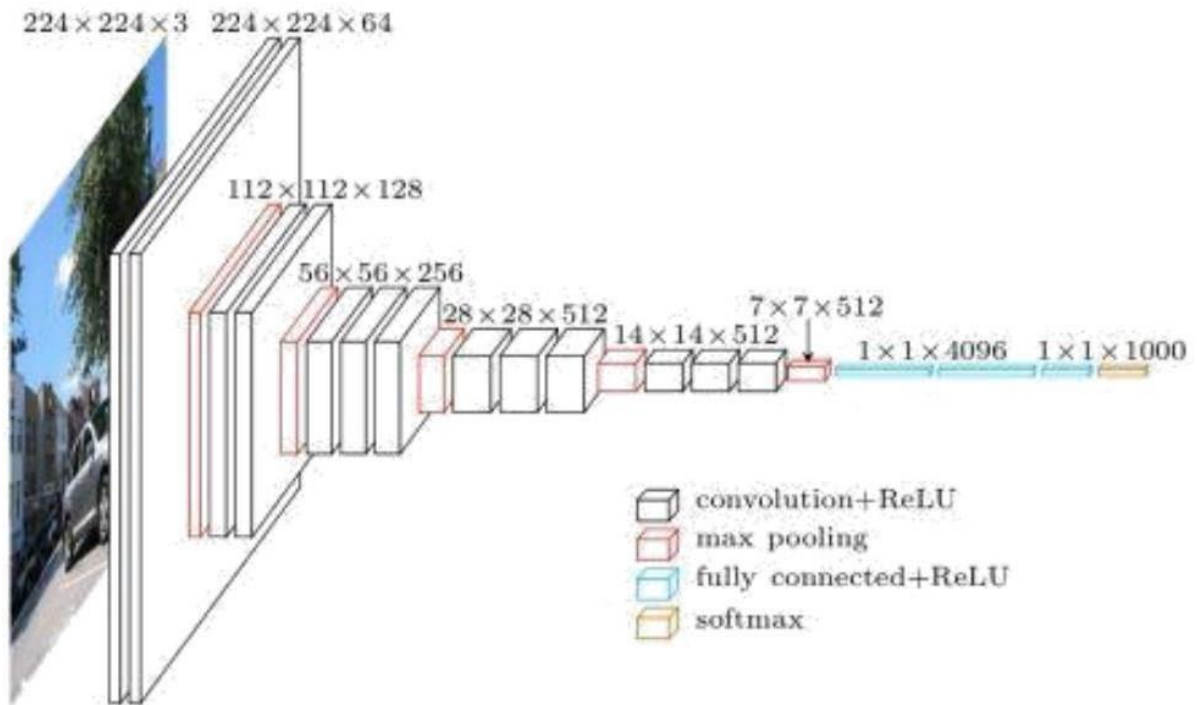 224×224×3
224×224×64
112×112×128
56×56×256
28×28×512
14×14×512
7×7×512
1×1×4096
1×1×1000
convolution+ReLU
max pooling
fully connected+ReLU
softmax